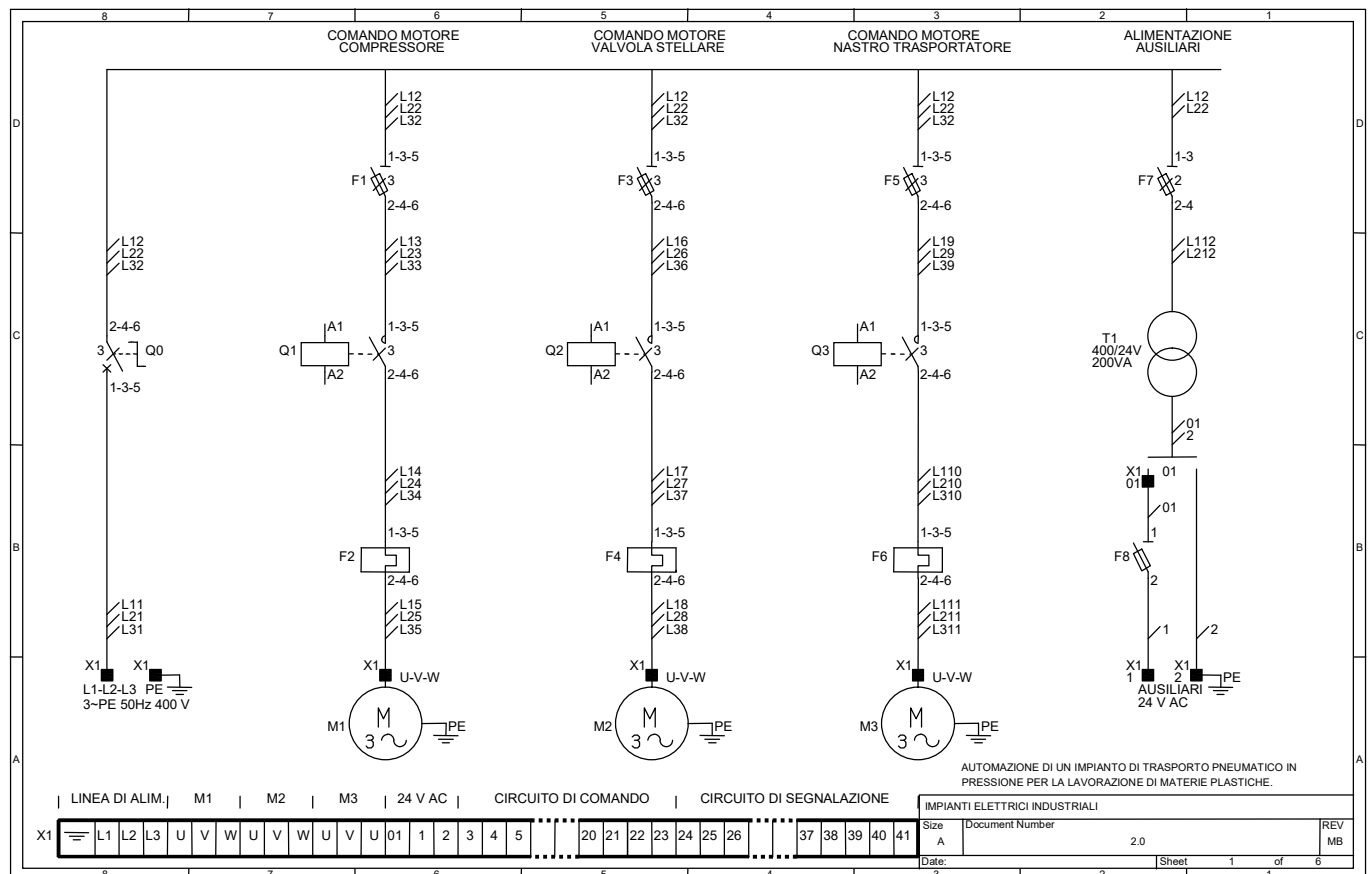 8 7 6 5 4 3 2 1
COMANDO MOTORE
COMPRESSORE
COMANDO MOTORE
VALVOLA STELLARE
COMANDO MOTORE
NASTRO TRASPORTATORE
ALIMENTAZIONE
AUSILIARI
L12 L12 L12 L12
L22 L22 L22 L22
L32 L32 L32
D D
1-3-5 1-3-5 1-3-5 1-3
F1 3 F3 3 F5 3 F7 2
2-4-6 2-4-6 2-4-6 2-4
L12 L13 L16 L19 L112
L22 L23 L26 L29 L212
L32 L33 L36 L39
2-4-6 A1 1-3-5 A1 1-3-5 A1 1-3-5
C C
T1
400/24V
200VA
3 Q0 Q1 3 Q2 3 Q3 3
A2 2-4-6 A2 2-4-6 A2 2-4-6
1-3-5
01
2
L14 L17 L110
L24 L27 L210
L34 L37 L310
X1 01
01
01
1-3-5 1-3-5 1-3-5 1
B B
F2 F4 F6 F8
2-4-6 2-4-6 2-4-6 2
L11 L15 L18 L111
L21 L25 L28 L211
L31 L35 L38 L311
1 2
X1 X1 X1 X1 X1 X1 X1
U-V-W U-V-W U-V-W
L1-L2-L3 PE 1 2
3~PE 50Hz 400 V
PE
AUSILIARI
24 V AC
M1 M 3 PE M2 M 3 PE M3 M 3 PE
A A
AUTOMAZIONE DI UN IMPIANTO DI TRASPORTO PNEUMATICO IN
PRESSIONE PER LA LAVORAZIONE DI MATERIE PLASTICHE.
LINEA DI ALIM. M1 M2 M3 24 V AC CIRCUITO DI COMANDO CIRCUITO DI SEGNALAZIONE
X1 L1 L2 L3 U V W U V W U V U 01 1 2 3 4 5 20 21 22 23 24 25 26 37 38 39 40 41
IMPIANTI ELETTRICI INDUSTRIALI
Size Document Number REV
A 2.0 MB
Date: Sheet 1 of 6
8 7 6 5 4 3 2 1